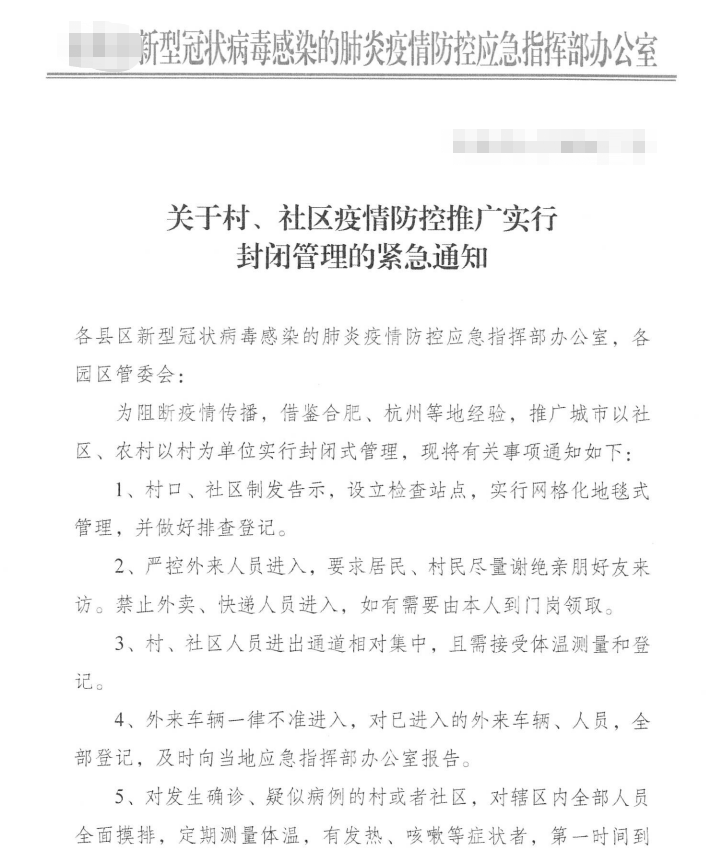 新型冠状病毒感染的肺炎疫情防控应急指挥部办公室
关于村、社区疫情防控推广实行
封闭管理的紧急通知
各县区新型冠状病毒感染的肺炎疫情防控应急指挥部办公室，各
园区管委会：
为阻断疫情传播，借鉴合肥、杭州等地经验，推广城市以社
区、农村以村为单位实行封闭式管理，现将有关事项通知如下：
1、村口、社区制发告示，设立检查站点，实行网格化地毯式
管理，并做好排查登记。
2、严控外来人员进入，要求居民、村民尽量谢绝亲朋好友来
访。禁止外卖、快递人员进入，如有需要由本人到门岗领取。
3、村、社区人员进出通道相对集中，且需接受体温测量和登
记。
4、外来车辆一律不准进入，对已进入的外来车辆、人员，全
部登记，及时向当地应急指挥部办公室报告。
5、对发生确诊、疑似病例的村或者社区，对辖区内全部人员
全面摸排，定期测量体温，有发热、咳嗽等症状者，第一时间到